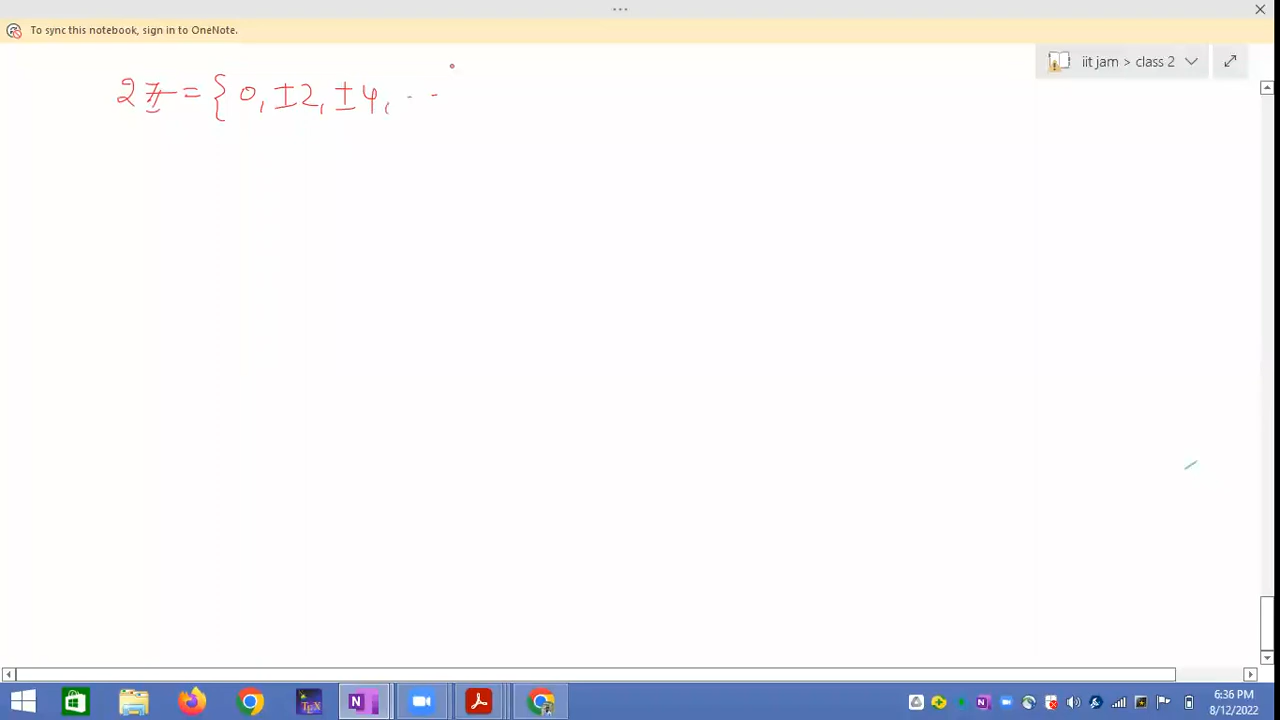 To sync this notebook, sign in to OneNote.
iit jam > class 2
2ℤ = { 0, ±2, ±4, - -
6:36 PM
8/12/2022